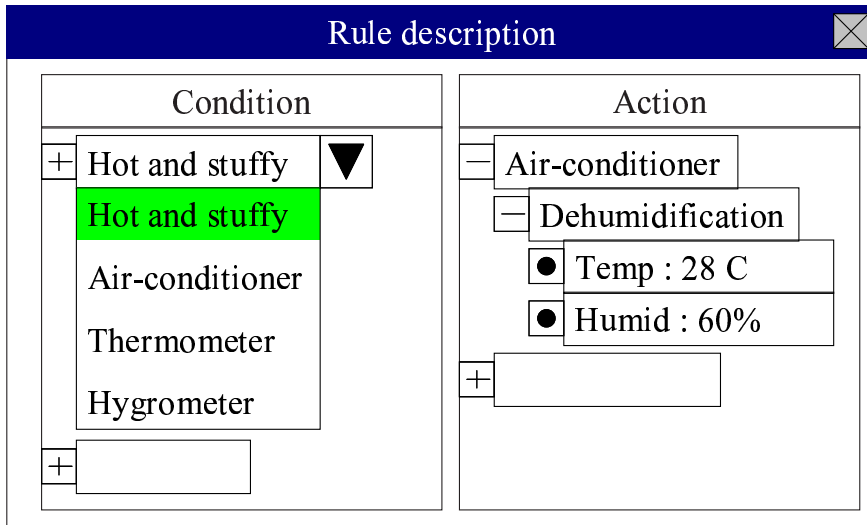 Rule description
Condition
Hot and stuffy
Hot and stuffy
Air-conditioner
Thermometer
Hygrometer
Action
Air-conditioner
Dehumidification
Temp : 28 C
Humid : 60%